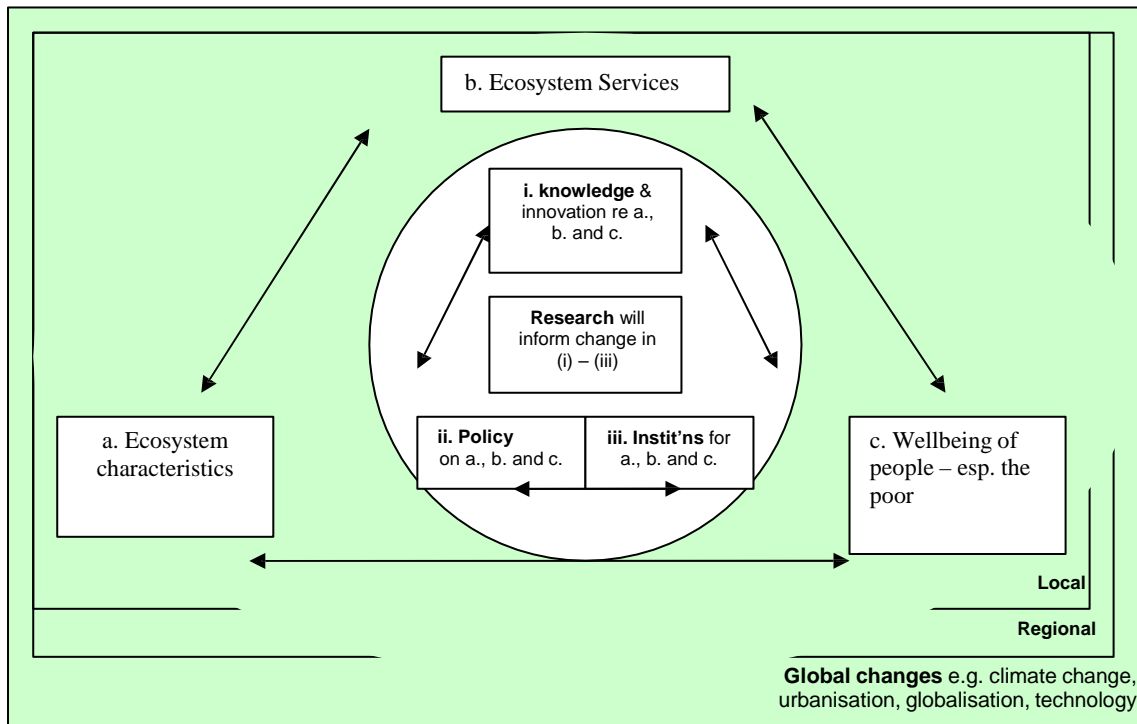 b. Ecosystem Services
i. knowledge &
innovation re a.,
b. and c.
Research will
inform change in
(i) – (iii)
a. Ecosystem
characteristics
ii. Policy
on a., b. and c.
iii. Instit'ns for
a., b. and c.
c. Wellbeing of
people – esp. the
poor
Local
Regional
Global changes e.g. climate change,
urbanisation, globalisation, technology